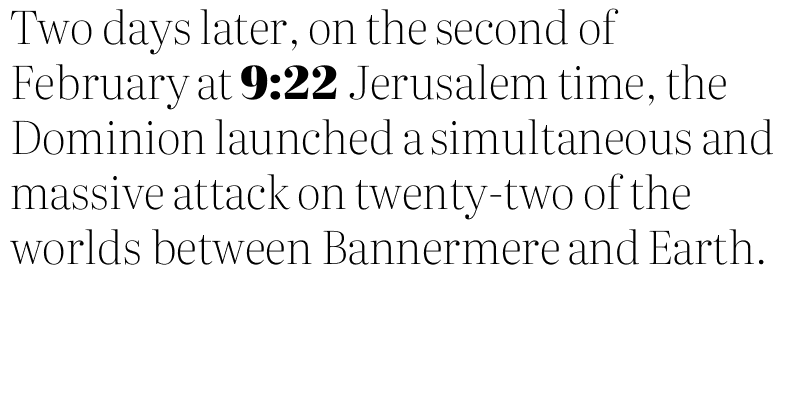 Two days later, on the second of
February at 9:22 Jerusalem time, the
Dominion launched a simultaneous and
massive attack on twenty-two of the
worlds between Bannermere and Earth.